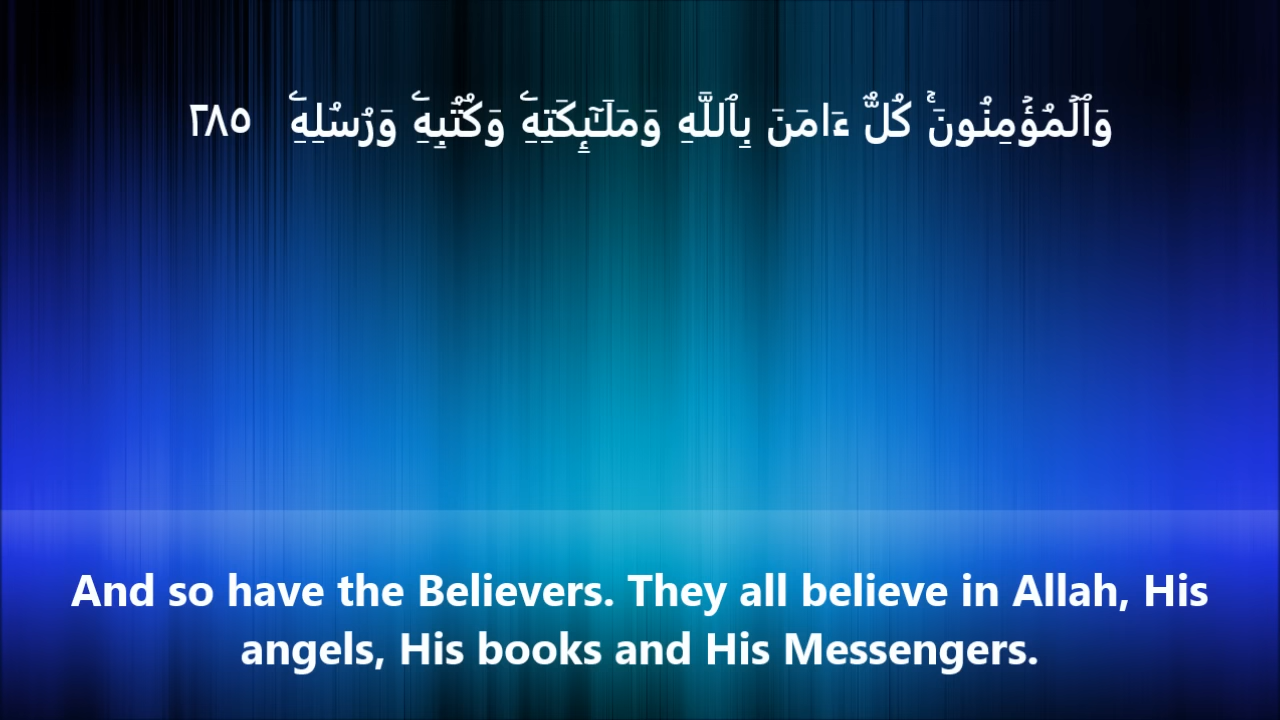 وَٱلْمُؤْمِنُونَ ۚ كُلٌّ ءَامَنَ بِٱللَّهِ وَمَلَـٰٓئِكَتِهِۦ وَكُتُبِهِۦ وَرُسُلِهِۦ ٢٨٥
And so have the Believers. They all believe in Allah, His
angels, His books and His Messengers.